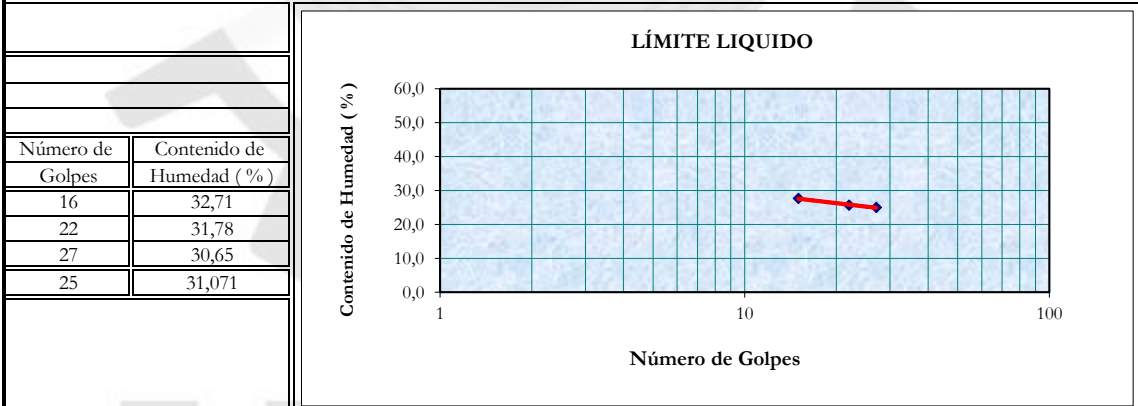 Número de Contenido de
Golpes Humedad ( % )
16 32,71
22 31,78
27 30,65
25 31,071
LÍMITE LIQUIDO
Contenido de Humedad ( % )
60,0
50,0
40,0
30,0
20,0
10,0
0,0
1 10 100
Número de Golpes